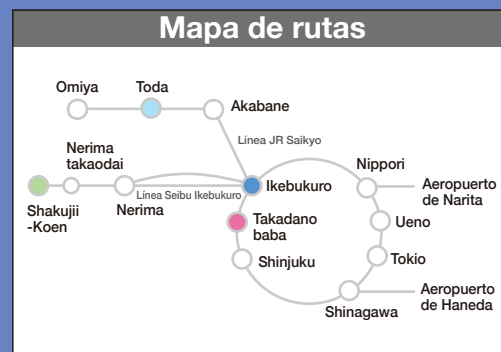 Mapa de rutas
Omiya
Toda
Akabane
Línea JR Saikyo
Nerima
takaodai
Nippori
Ikebukuro
Aeropuerto
de Narita
Línea Seibu Ikebukuro
Shakujii
-Koen
Nerima
Takadano
baba
Ueno
Shinjuku
Tokio
Aeropuerto
de Haneda
Shinagawa